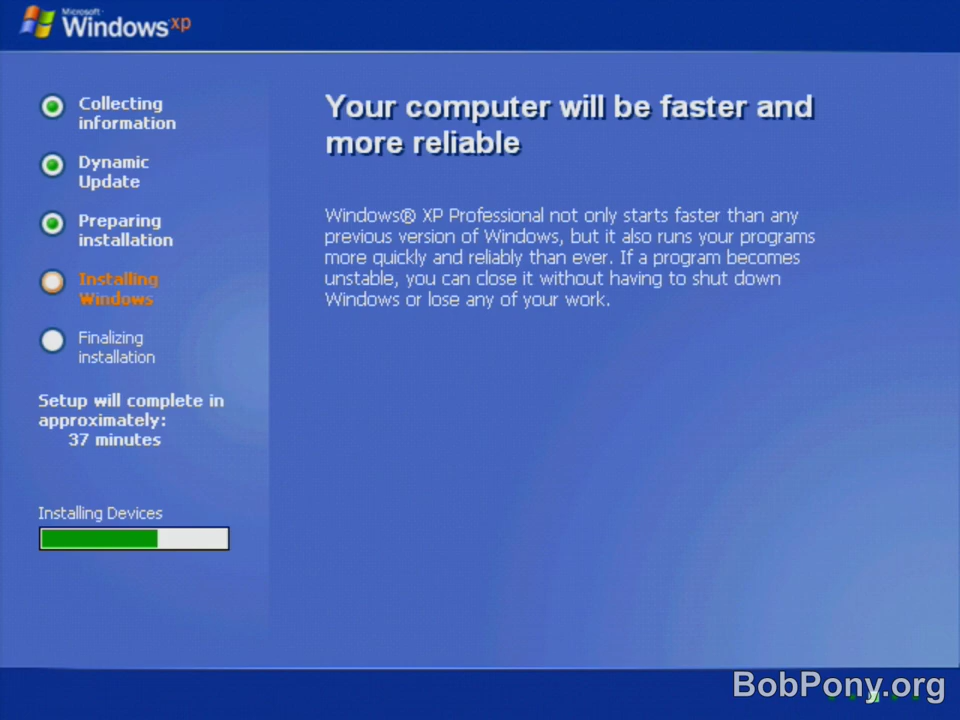 Microsoft
Windows xp
Collecting
information
Dynamic
Update
Preparing
installation
Installing
Windows
Finalizing
installation
Setup will complete in
approximately:
37 minutes
Installing Devices
Your computer will be faster and
more reliable
Windows® XP Professional not only starts faster than any
previous version of Windows, but it also runs your programs
more quickly and reliably than ever. If a program becomes
unstable, you can close it without having to shut down
Windows or lose any of your work.
BobPony.org